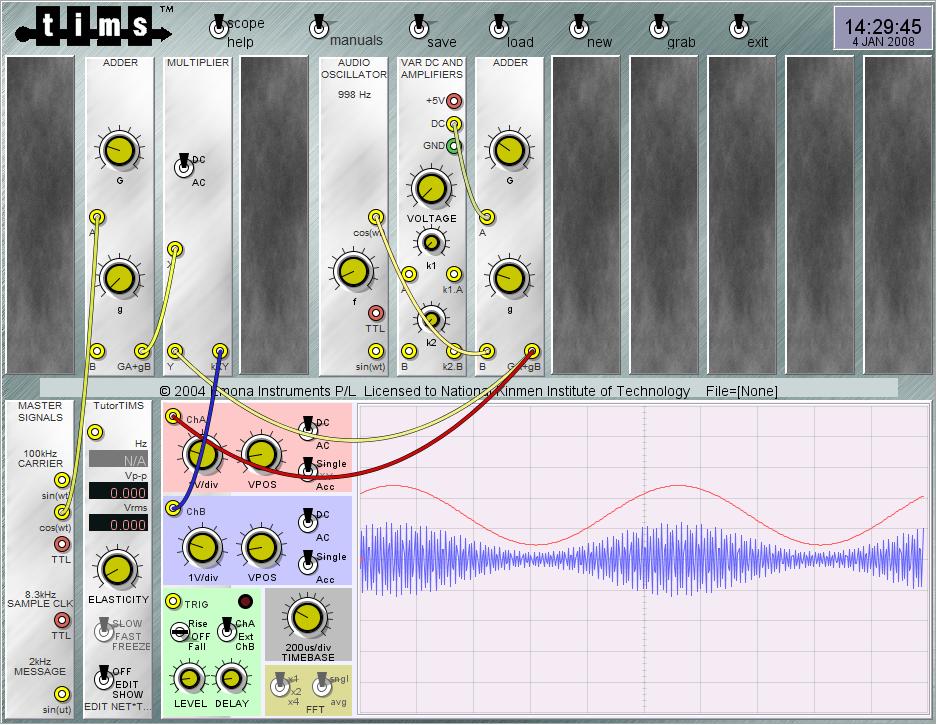 tims TM
scope
help
manuals
save
load
new
grab
exit
14:29:45
4 JAN 2008
ADDER
G
A
g
B GA+gB
MULTIPLIER
DC
AC
X
Y kXY
AUDIO
OSCILLATOR
998 Hz
cos(wt)
f
TTL
sin(wt)
VAR DC AND
AMPLIFIERS
+5V
DC
GND
VOLTAGE
k1
A k1.A
k2
B k2.B
ADDER
G
A
g
B GA+gB
© 2004 Emona Instruments P/L Licensed to National Kinmen Institute of Technology File=[None]
MASTER
SIGNALS
100kHz
CARRIER
sin(wt)
cos(wt)
TTL
8.3kHz
SAMPLE CLK
TTL
2kHz
MESSAGE
sin(ut)
TutorTIMS
Hz
N/A
Vp-p
0.000
Vrms
0.000
ELASTICITY
SLOW
FAST
FREEZE
OFF
EDIT
SHOW
EDIT NET*T...
ChA
DC
AC
Single
Acc
1V/div VPOS
ChB
DC
AC
Single
Acc
1V/div VPOS
TRIG
Rise
OFF
Fall
ChA
Ext
ChB
LEVEL DELAY
200us/div
TIMEBASE
x1
x2
x4
sngl
avg
FFT